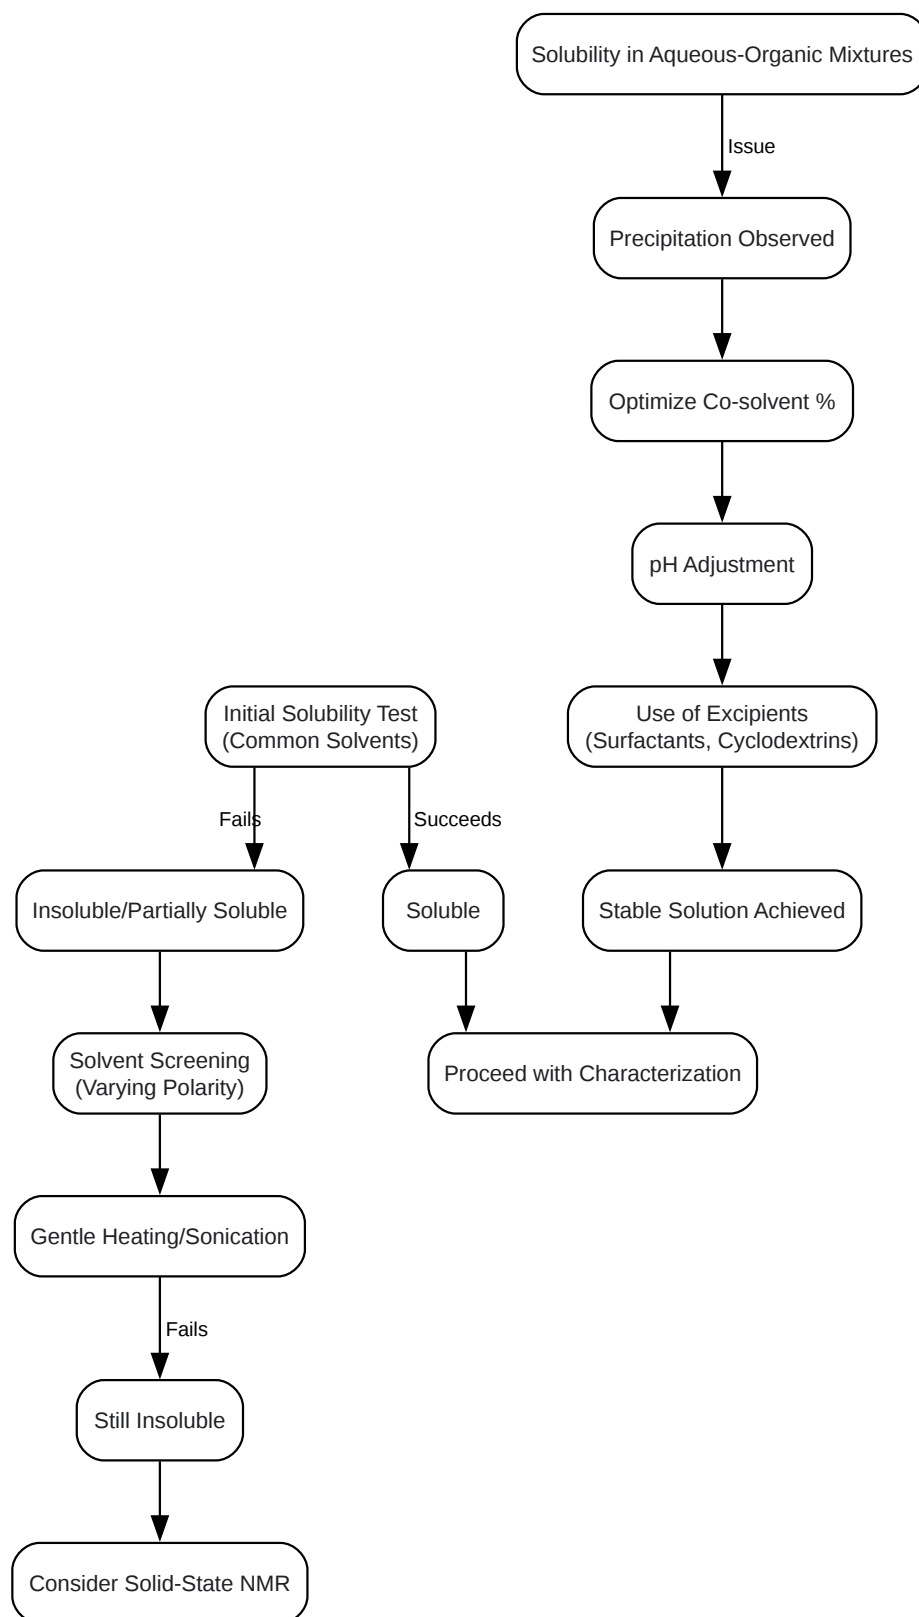 Solubility in Aqueous-Organic Mixtures
Issue
Precipitation Observed
Optimize Co-solvent %
pH Adjustment
Initial Solubility Test
(Common Solvents)
Use of Excipients
(Surfactants, Cyclodextrins)
Fails
Succeeds
Insoluble/Partially Soluble
Soluble
Stable Solution Achieved
Solvent Screening
(Varying Polarity)
Proceed with Characterization
Gentle Heating/Sonication
Fails
Still Insoluble
Consider Solid-State NMR